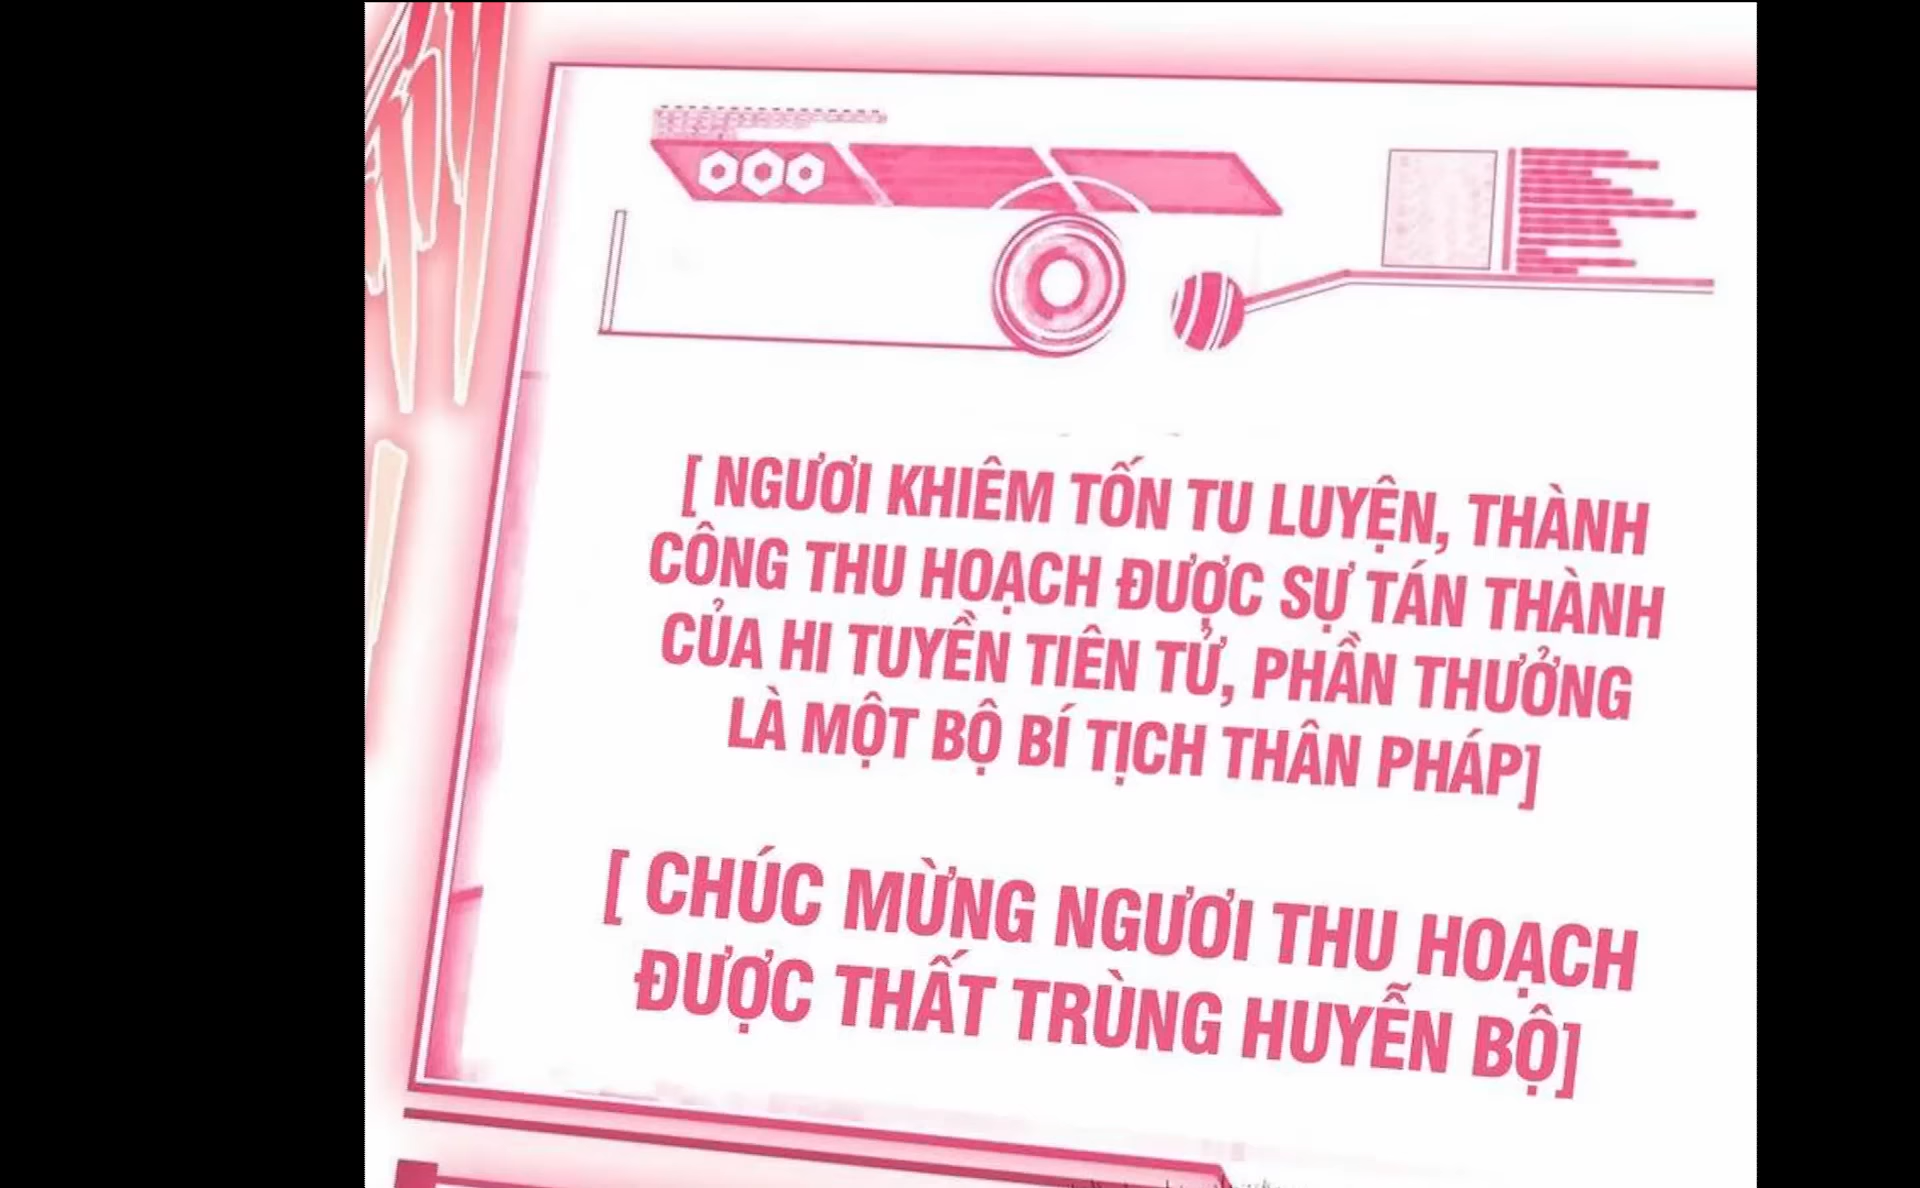 [ NGƯƠI KHIÊM TỐN TU LUYỆN, THÀNH
CÔNG THU HOẠCH ĐƯỢC SỰ TÁN THÀNH
CỦA HI TUYỀN TIÊN TỬ, PHẦN THƯỞNG
LÀ MỘT BỘ BÍ TỊCH THÂN PHÁP]
[ CHÚC MỪNG NGƯƠI THU HOẠCH
ĐƯỢC THẤT TRÙNG HUYỄN BỘ]